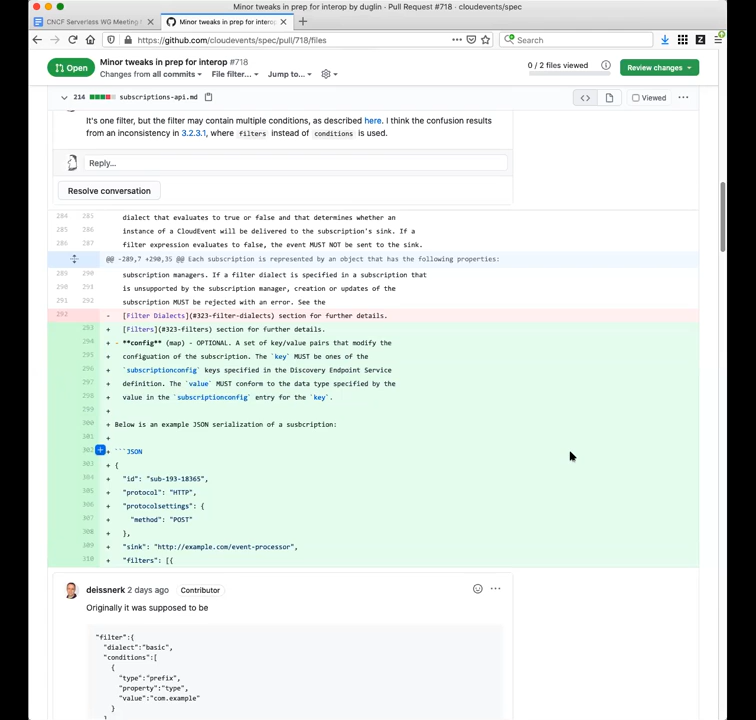 Minor tweaks in prep for interop by duglin · Pull Request #718 · cloudevents/spec
CNCF Serverless WG Meeting
Minor tweaks in prep for interop
https://github.com/cloudevents/spec/pull/718/files
Search
Open
Minor tweaks in prep for interop #718
Changes from all commits
File filter...
Jump to...
0 / 2 files viewed
Review changes
214
subscriptions-api.md
Viewed
It's one filter, but the filter may contain multiple conditions, as described here. I think the confusion results
from an inconsistency in 3.2.3.1, where filters instead of conditions is used.
Reply...
Resolve conversation
284 285 dialect that evaluates to true or false and that determines whether an
285 286 instance of a CloudEvent will be delivered to the subscription's sink. If a
286 287 filter expression evaluates to false, the event MUST NOT be sent to the sink.
@@ -289,7 +290,35 @@ Each subscription is represented by an object that has the following properties:
289 290 subscription managers. If a filter dialect is specified in a subscription that
290 291 is unsupported by the subscription manager, creation or updates of the
291 292 subscription MUST be rejected with an error. See the
292 - [Filter Dialects](#323-filter-dialects) section for further details.
293 + [Filters](#323-filters) section for further details.
294 + - **config** (map) - OPTIONAL. A set of key/value pairs that modify the
295 + configuation of the subscription. The `key` MUST be ones of the
296 + `subscriptionconfig` keys specified in the Discovery Endpoint Service
297 + definition. The `value` MUST conform to the data type specified by the
298 + value in the `subscriptionconfig` entry for the `key`.
299 +
300 + Below is an example JSON serialization of a susbcription:
301 +
302 + ```JSON
303 + {
304 + "id": "sub-193-18365",
305 + "protocol": "HTTP",
306 + "protocolsettings": {
307 + "method": "POST"
308 + },
309 + "sink": "http://example.com/event-processor",
310 + "filters": [{
deissnerk 2 days ago Contributor
Originally it was supposed to be
"filter":{
"dialect":"basic",
"conditions":[
{
"type":"prefix",
"property":"type",
"value":"com.example"
}
]